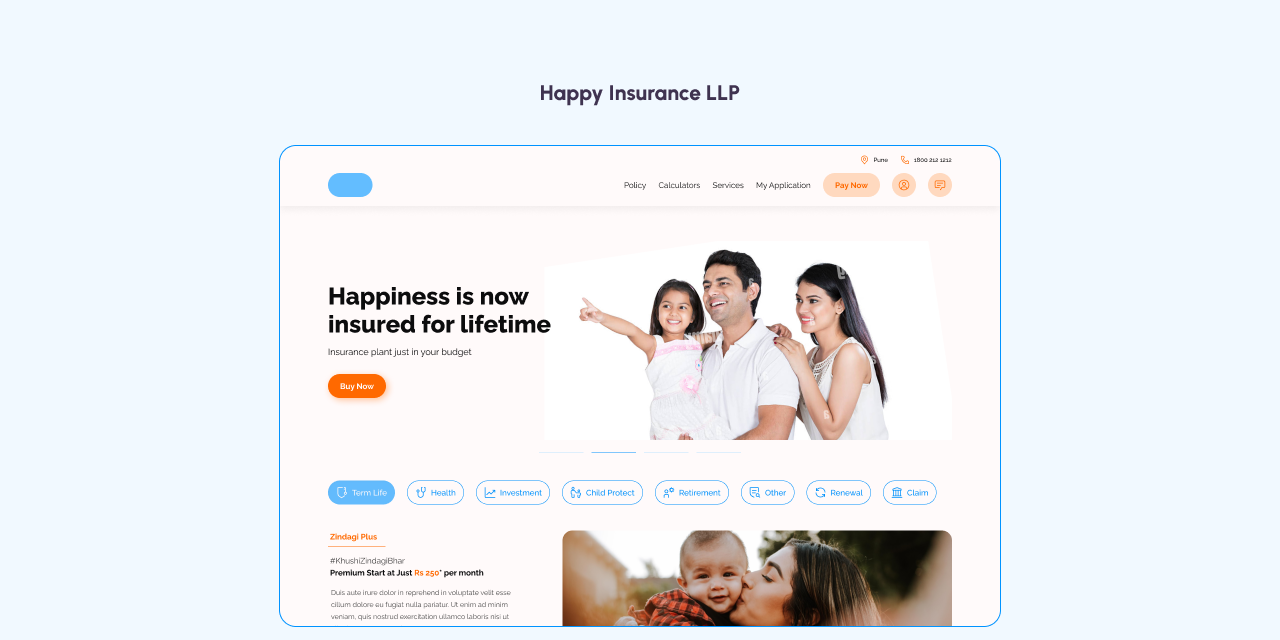 Happy Insurance LLP
Pune 1800 212 1212
Policy Calculators Services My Application Pay Now
Happiness is now
insured for lifetime
Insurance plant just in your budget
Buy Now
Term Life Health Investment Child Protect Retirement Other Renewal Claim
Zindagi Plus
#KhushiZindagiBhar
Premium Start at Just Rs 250* per month
Duis aute irure dolor in reprehend in voluptate velit esse
cillum dolore eu fugiat nulla pariatur. Ut enim ad minim
veniam, quis nostrud exercitation ullamco laboris nisi ut